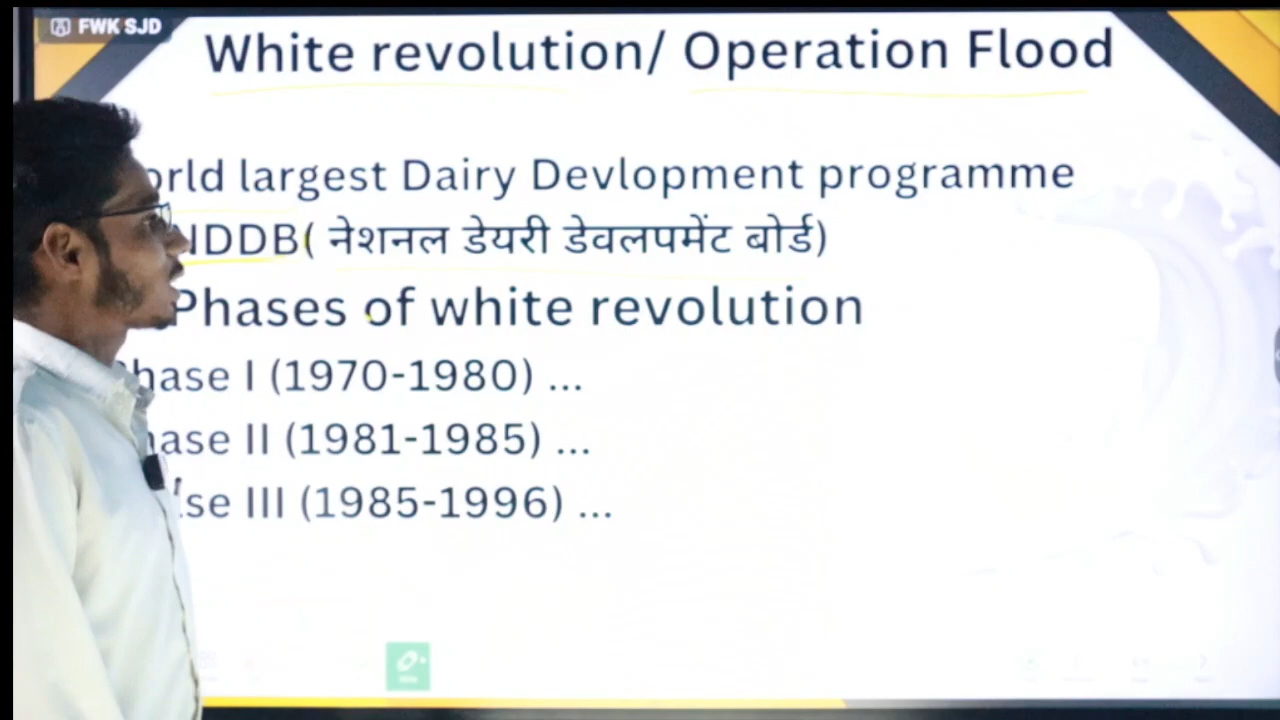 FWK SJD
White revolution/ Operation Flood
orld largest Dairy Devlopment programme
NDDB( नेशनल डेयरी डेवलपमेंट बोर्ड)
Phases of white revolution
hase I (1970-1980) ...
hase II (1981-1985) ...
se III (1985-1996) ...